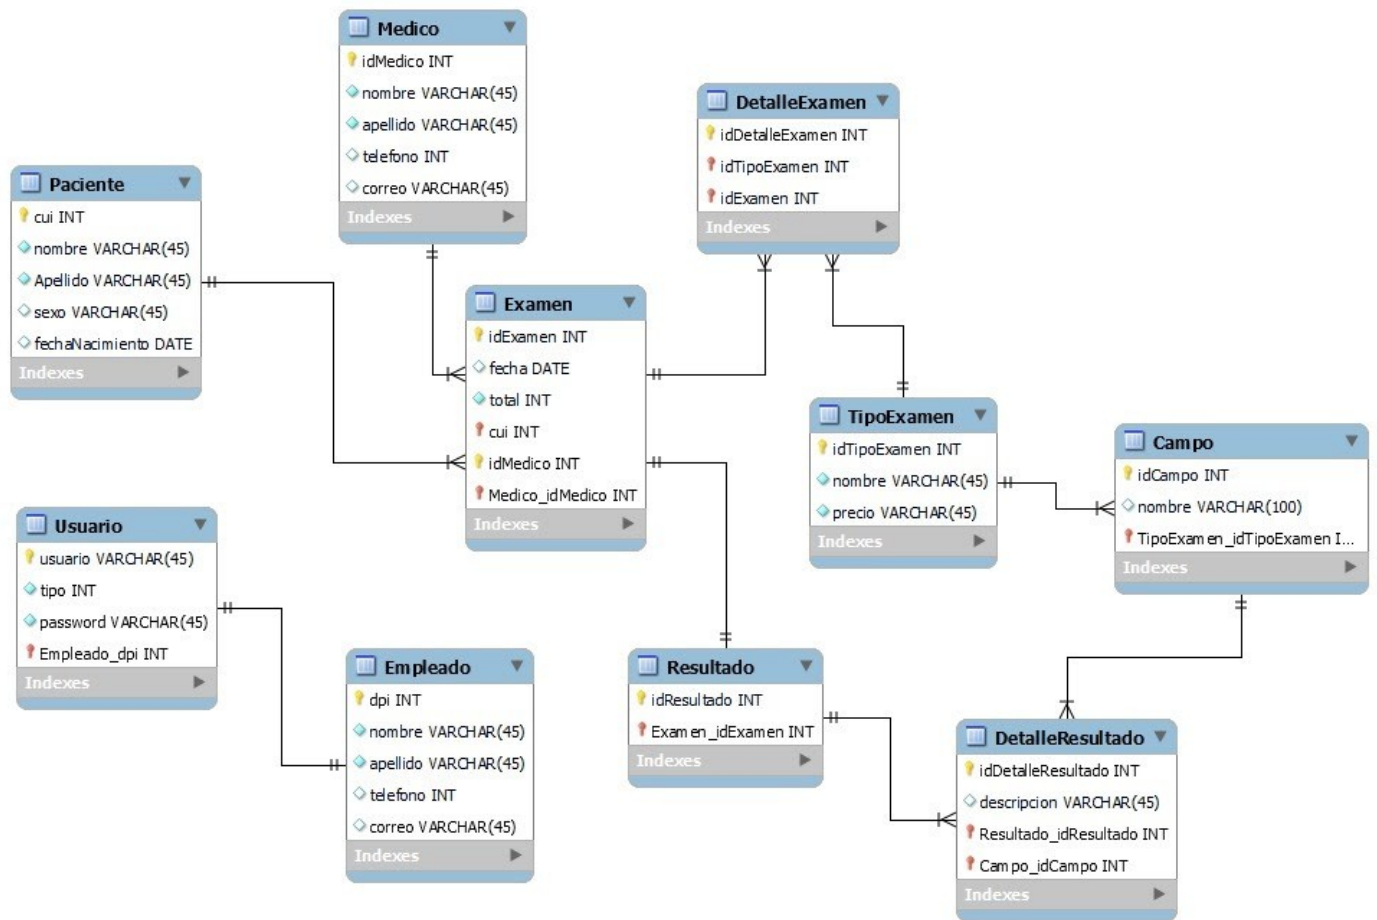 Medico
idMedico INT
nombre VARCHAR(45)
apellido VARCHAR(45)
telefono INT
correo VARCHAR(45)
Indexes
DetalleExamen
idDetalleExamen INT
idTipoExamen INT
idExamen INT
Indexes
Paciente
cui INT
nombre VARCHAR(45)
Apellido VARCHAR(45)
sexo VARCHAR(45)
fechaNacimiento DATE
Indexes
Examen
idExamen INT
fecha DATE
total INT
cui INT
idMedico INT
Medico_idMedico INT
Indexes
TipoExamen
idTipoExamen INT
nombre VARCHAR(45)
precio VARCHAR(45)
Indexes
Campo
idCampo INT
nombre VARCHAR(100)
TipoExamen_idTipoExamen I...
Indexes
Usuario
usuario VARCHAR(45)
tipo INT
password VARCHAR(45)
Empleado_dpi INT
Indexes
Empleado
dpi INT
nombre VARCHAR(45)
apellido VARCHAR(45)
telefono INT
correo VARCHAR(45)
Indexes
Resultado
idResultado INT
Examen_idExamen INT
Indexes
DetalleResultado
idDetalleResultado INT
descripcion VARCHAR(45)
Resultado_idResultado INT
Campo_idCampo INT
Indexes